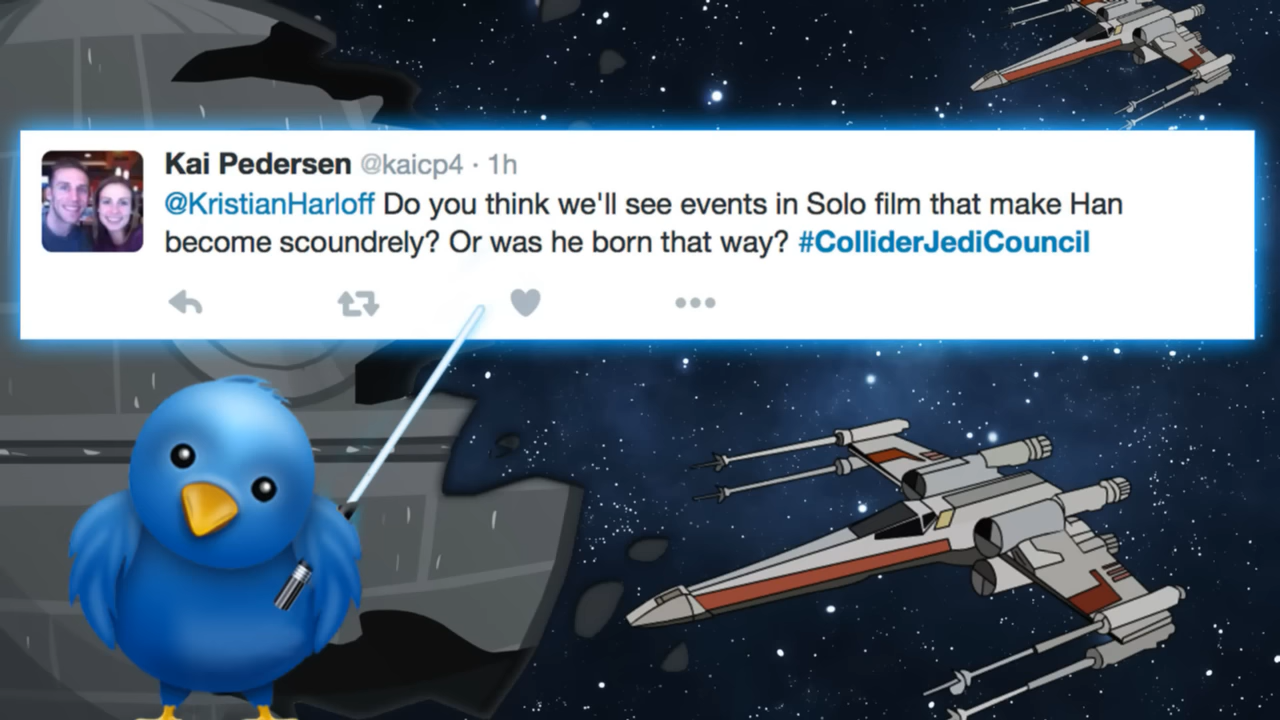 Kai Pedersen @kaicp4 · 1h
@KristianHarloff Do you think we'll see events in Solo film that make Han
become scoundrely? Or was he born that way? #ColliderJediCouncil